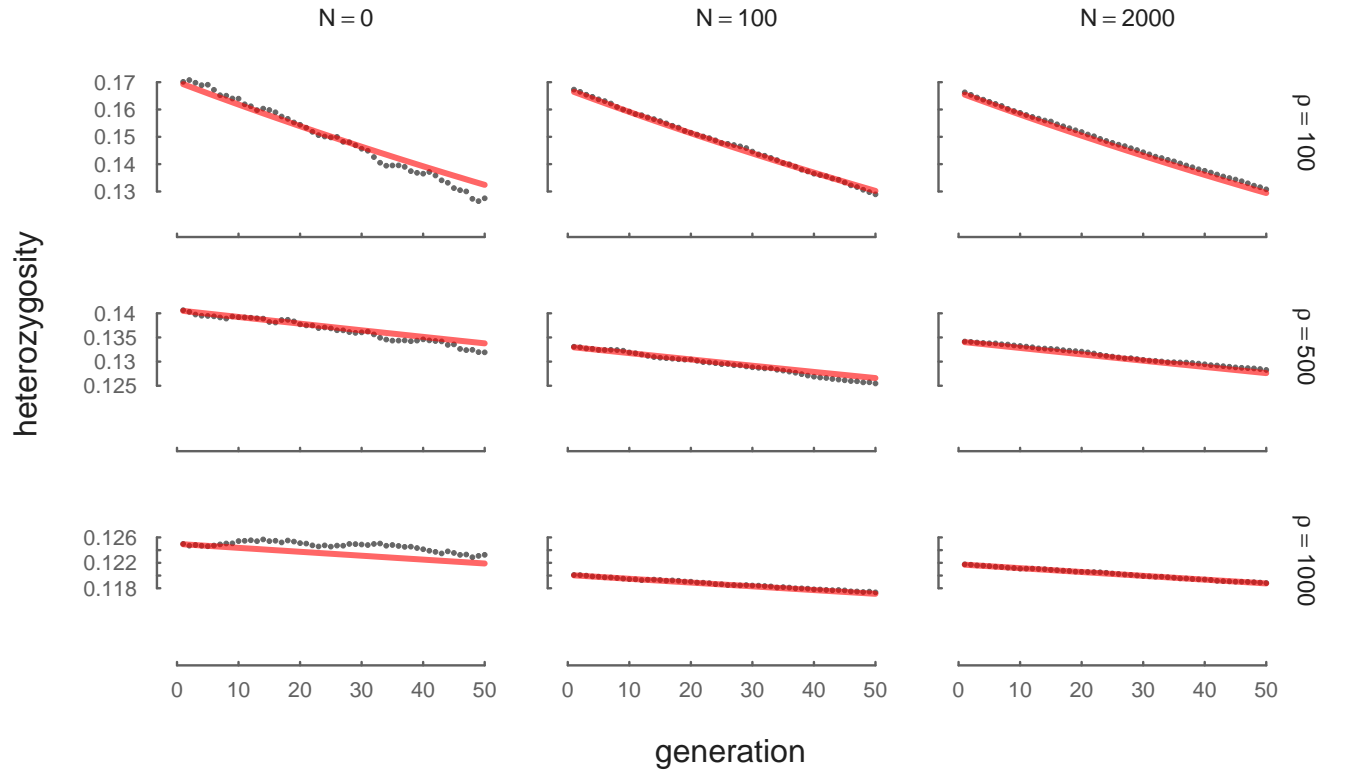 N = 0
N = 100
N = 2000
0.17
0.16
0.15
0.14
0.13
ρ = 100
heterozygosity
0.14
0.135
0.13
0.125
ρ = 500
0.126
0.122
0.118
ρ = 1000
0 10 20 30 40 50
0 10 20 30 40 50
0 10 20 30 40 50
generation